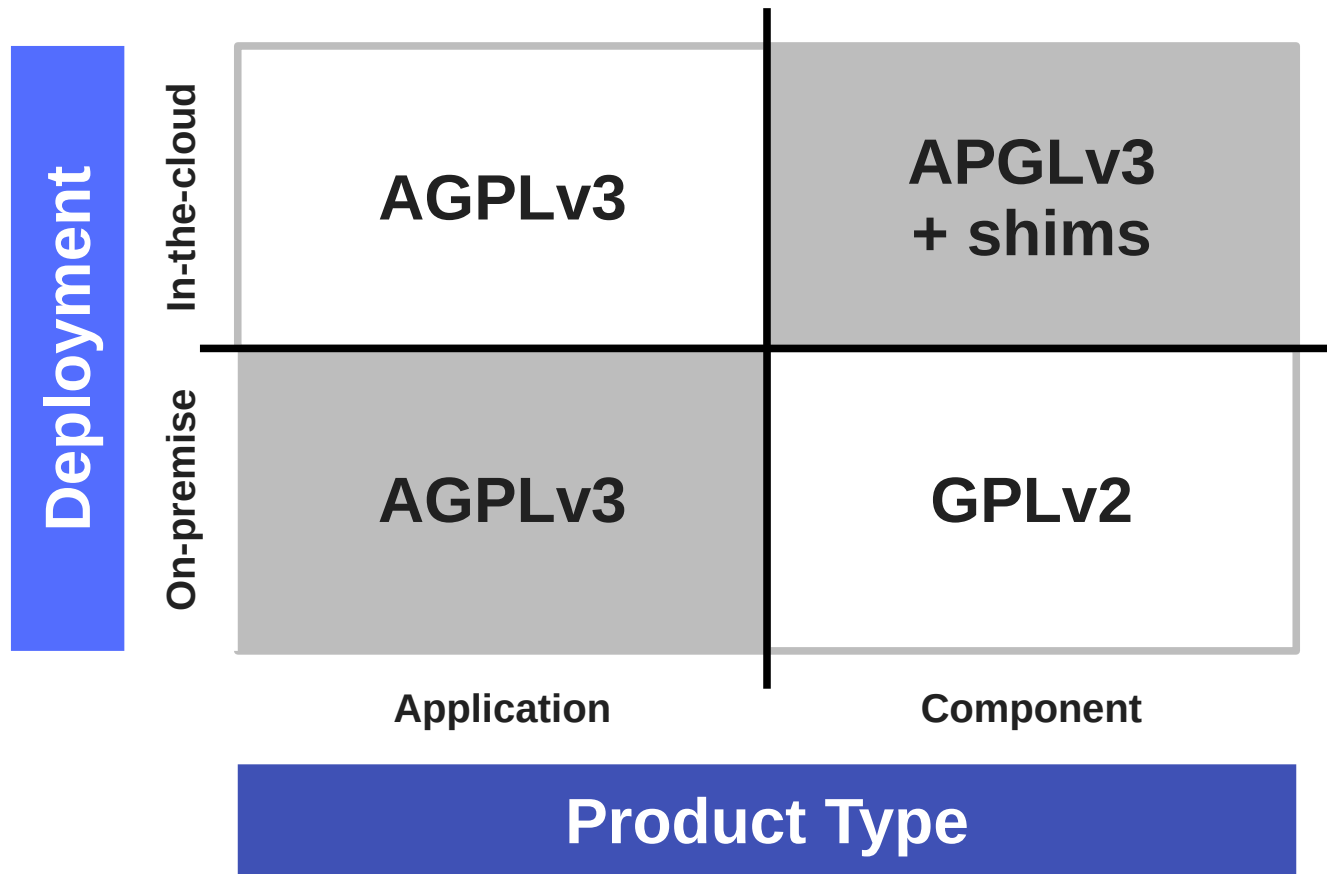 Deployment
In-the-cloud
AGPLv3
APGLv3
+ shims
On-premise
AGPLv3
GPLv2
Application
Component
Product Type